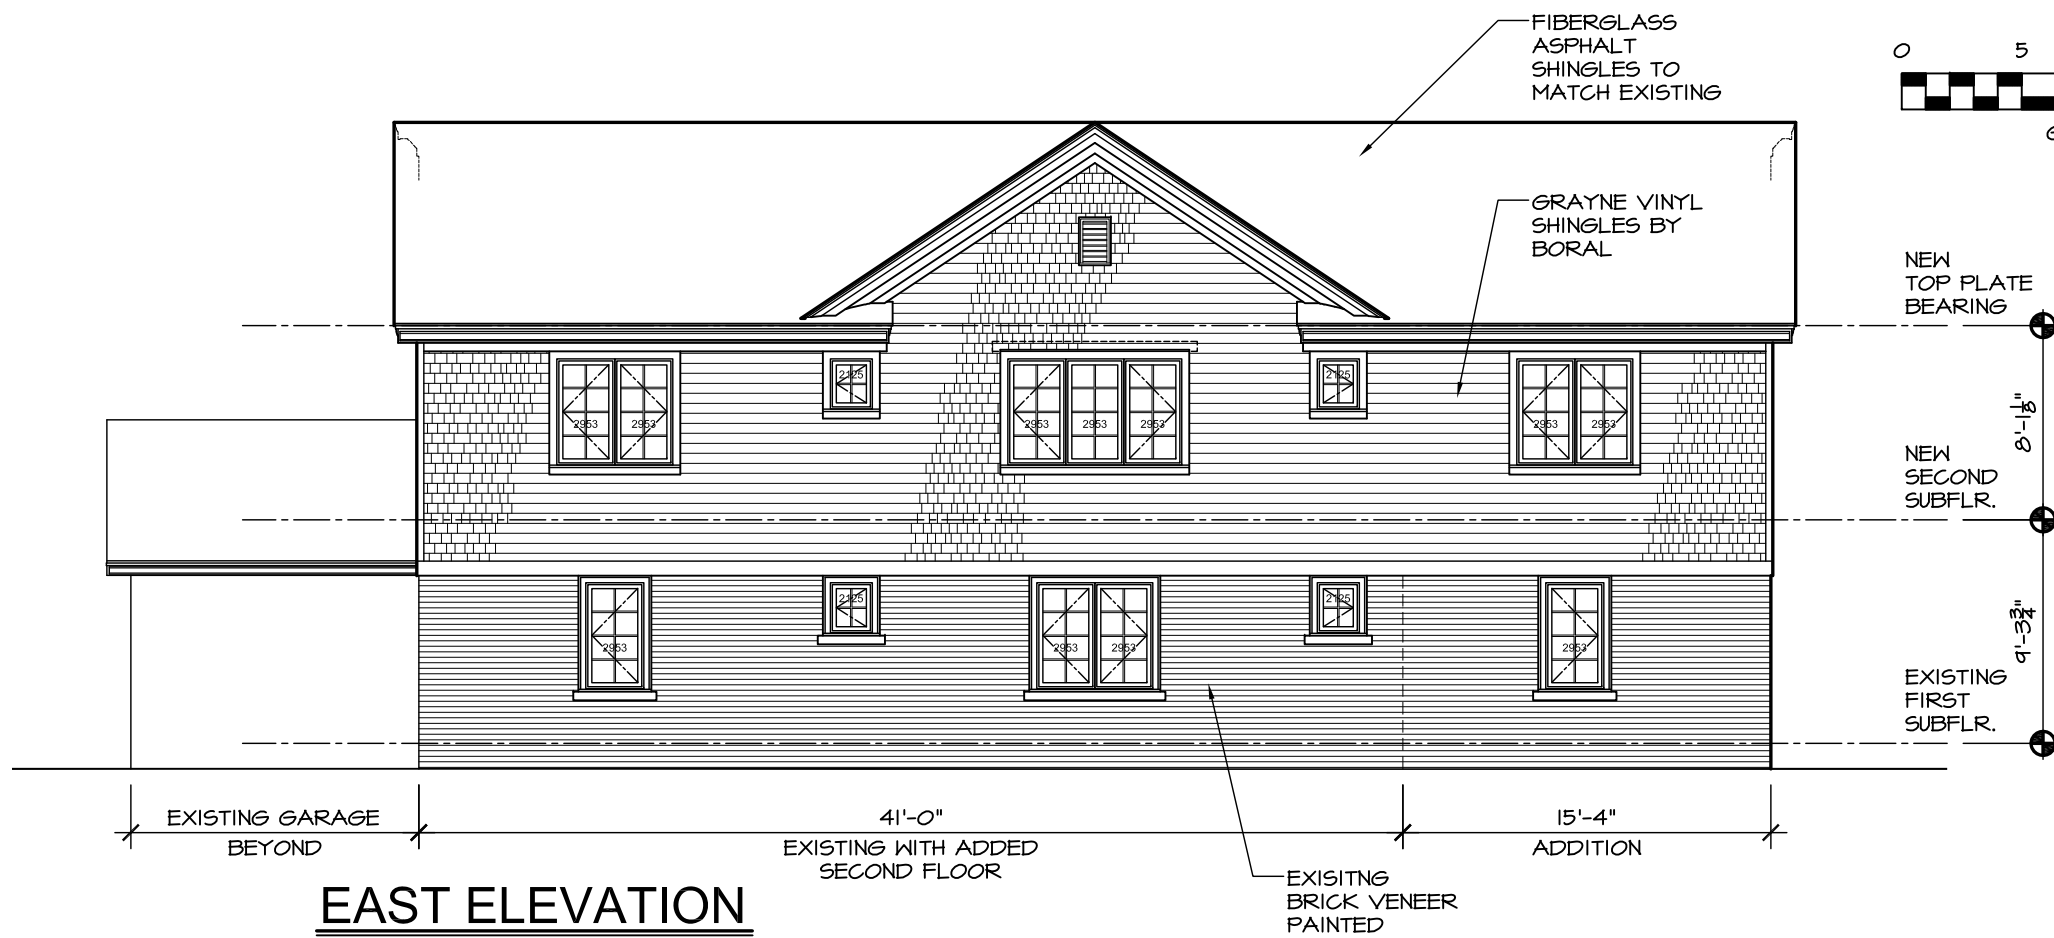 FIBERGLASS
ASPHALT
SHINGLES TO
MATCH EXISTING
0 5
GRAYNE VINYL
SHINGLES BY
BORAL
NEW
TOP PLATE
BEARING
2125 2125
2953 2953 2953 2953 2953 2953 2953
8'-1 1/8"
NEW
SECOND
SUBFLR.
2125 2125
2953 2953 2953 2953
9'-3 3/4"
EXISTING
FIRST
SUBFLR.
EXISTING GARAGE
BEYOND
41'-0"
EXISTING WITH ADDED
SECOND FLOOR
15'-4"
ADDITION
EXISITNG
BRICK VENEER
PAINTED
EAST ELEVATION